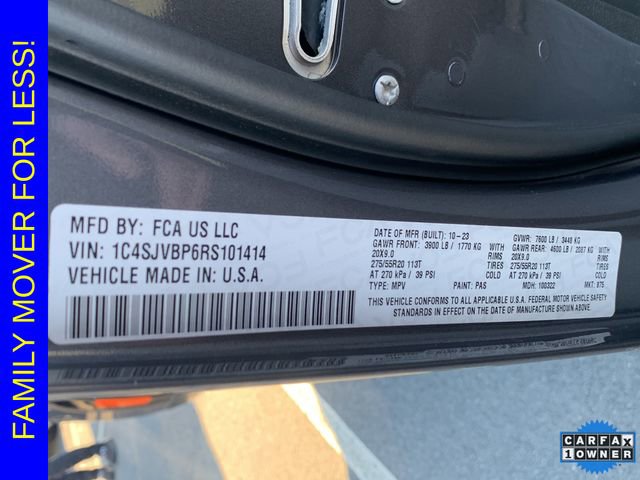 FAMILY MOVER FOR LESS!
MFD BY: FCA US LLC
VIN: 1C4SJVBP6RS101414
VEHICLE MADE IN: U.S.A.
DATE OF MFR (BUILT): 10-23 GVWR: 7600 LB / 3448 KG
GAWR FRONT: 3900 LB / 1770 KG WITH GAWR REAR: 4600 LB / 2087 KG WITH
20X9.0 RIMS 20X9.0 RIMS
275/55R20 113T TIRES 275/55R20 113T TIRES
AT 270 kPa / 39 PSI COLD AT 270 kPa / 39 PSI COLD
TYPE: MPV PAINT: PAS MDH: 100322 MKT: 875
THIS VEHICLE CONFORMS TO ALL APPLICABLE U.S.A. FEDERAL MOTOR VEHICLE SAFETY
STANDARDS IN EFFECT ON THE DATE OF MANUFACTURE SHOWN ABOVE.
CARFAX
1 OWNER